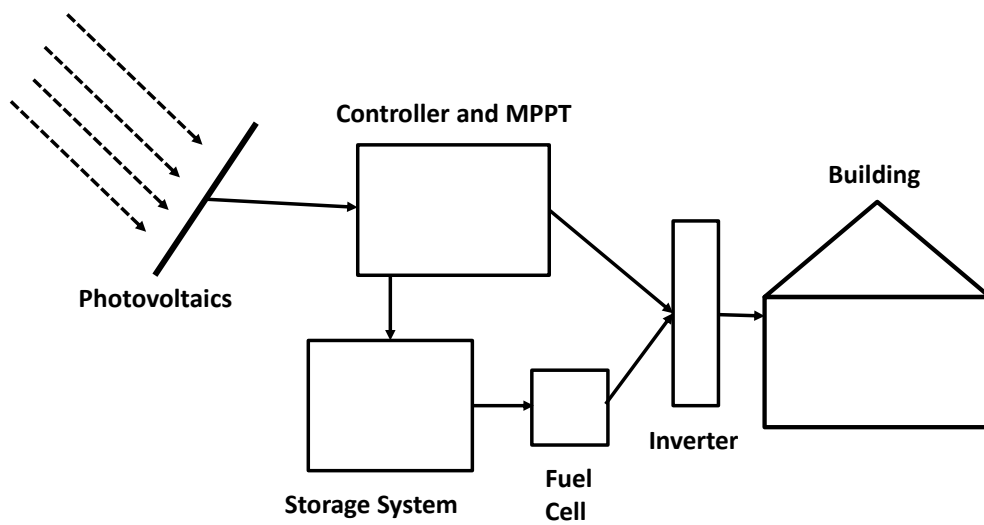 Controller and MPPT
Building
Photovoltaics
Inverter
Storage System
Fuel
Cell